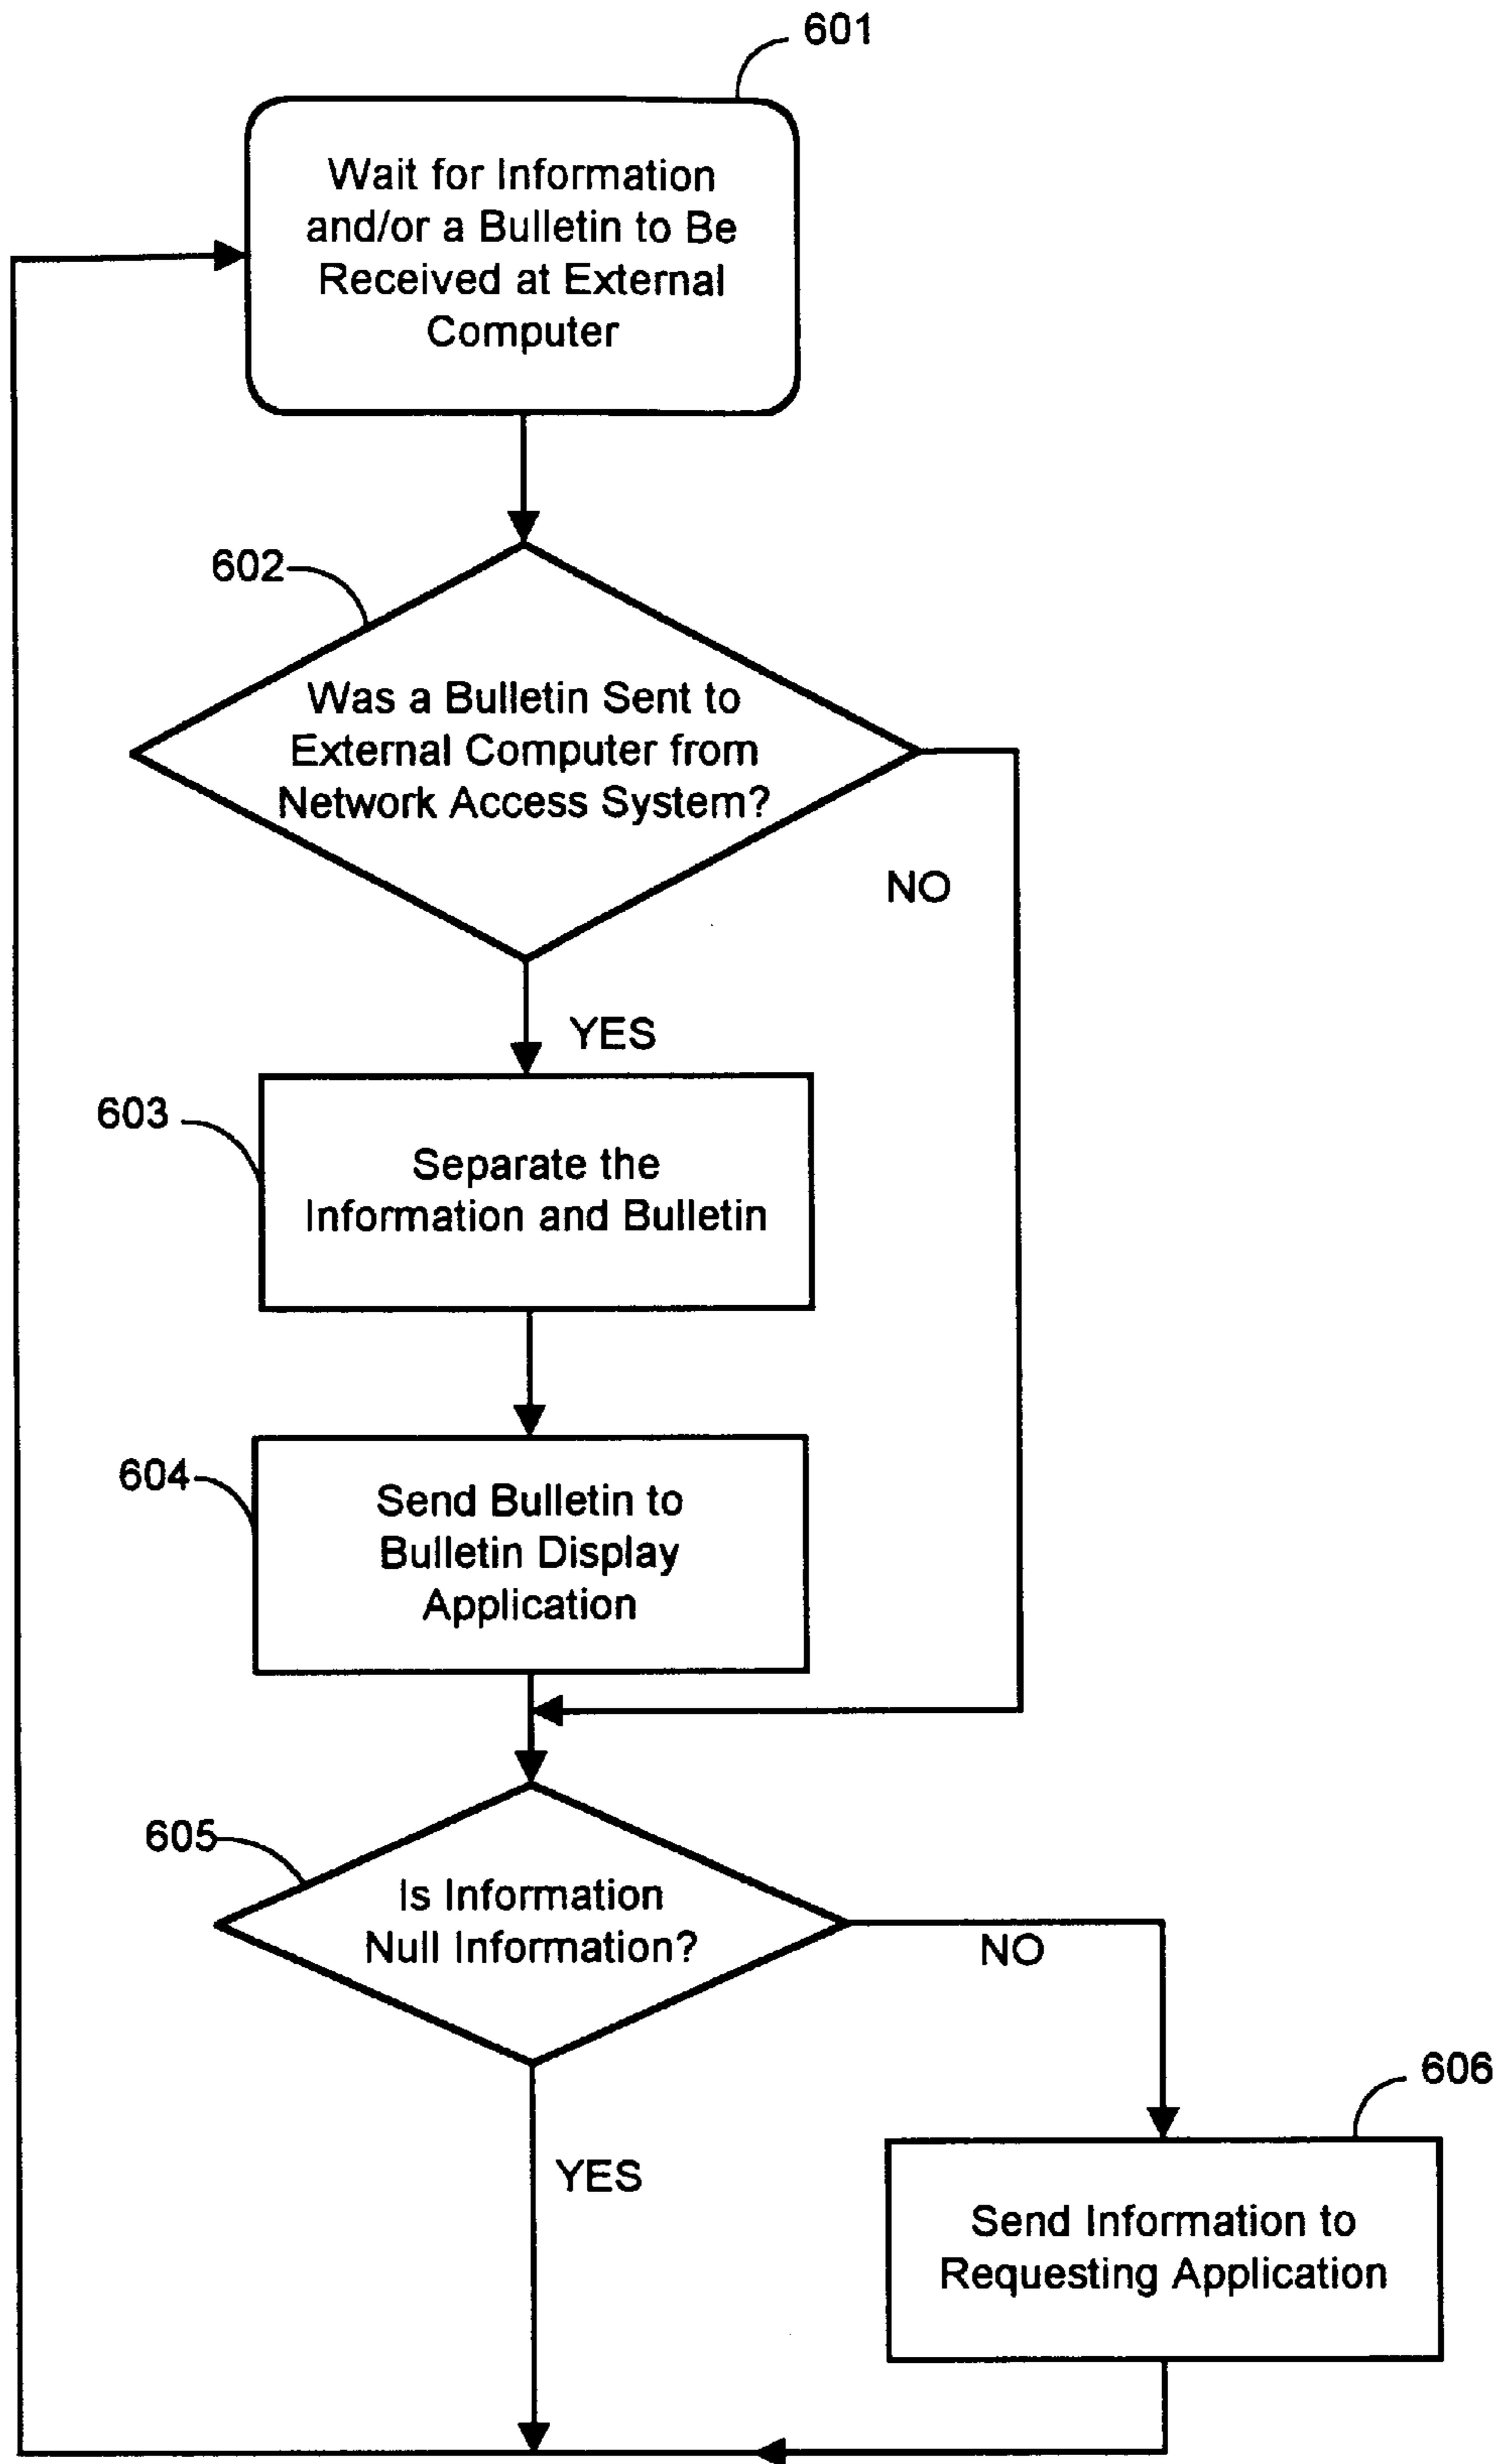 601
Wait for Information
and/or a Bulletin to Be
Received at External
Computer
602
Was a Bulletin Sent to
External Computer from
Network Access System?
NO
YES
603
Separate the
Information and Bulletin
604
Send Bulletin to
Bulletin Display
Application
605
Is Information
Null Information?
NO
606
YES
Send Information to
Requesting Application